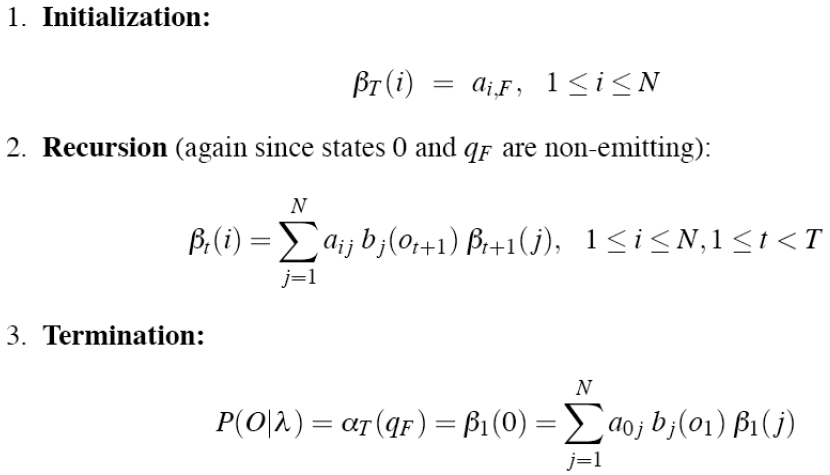 1. Initialization:
β_T(i) = a_{i,F}, 1 ≤ i ≤ N
2. Recursion (again since states 0 and q_F are non-emitting):
β_t(i) = ∑_{j=1}^{N} a_{ij} b_j(o_{t+1}) β_{t+1}(j), 1 ≤ i ≤ N, 1 ≤ t < T
3. Termination:
P(O|λ) = α_T(q_F) = β_1(0) = ∑_{j=1}^{N} a_{0j} b_j(o_1) β_1(j)